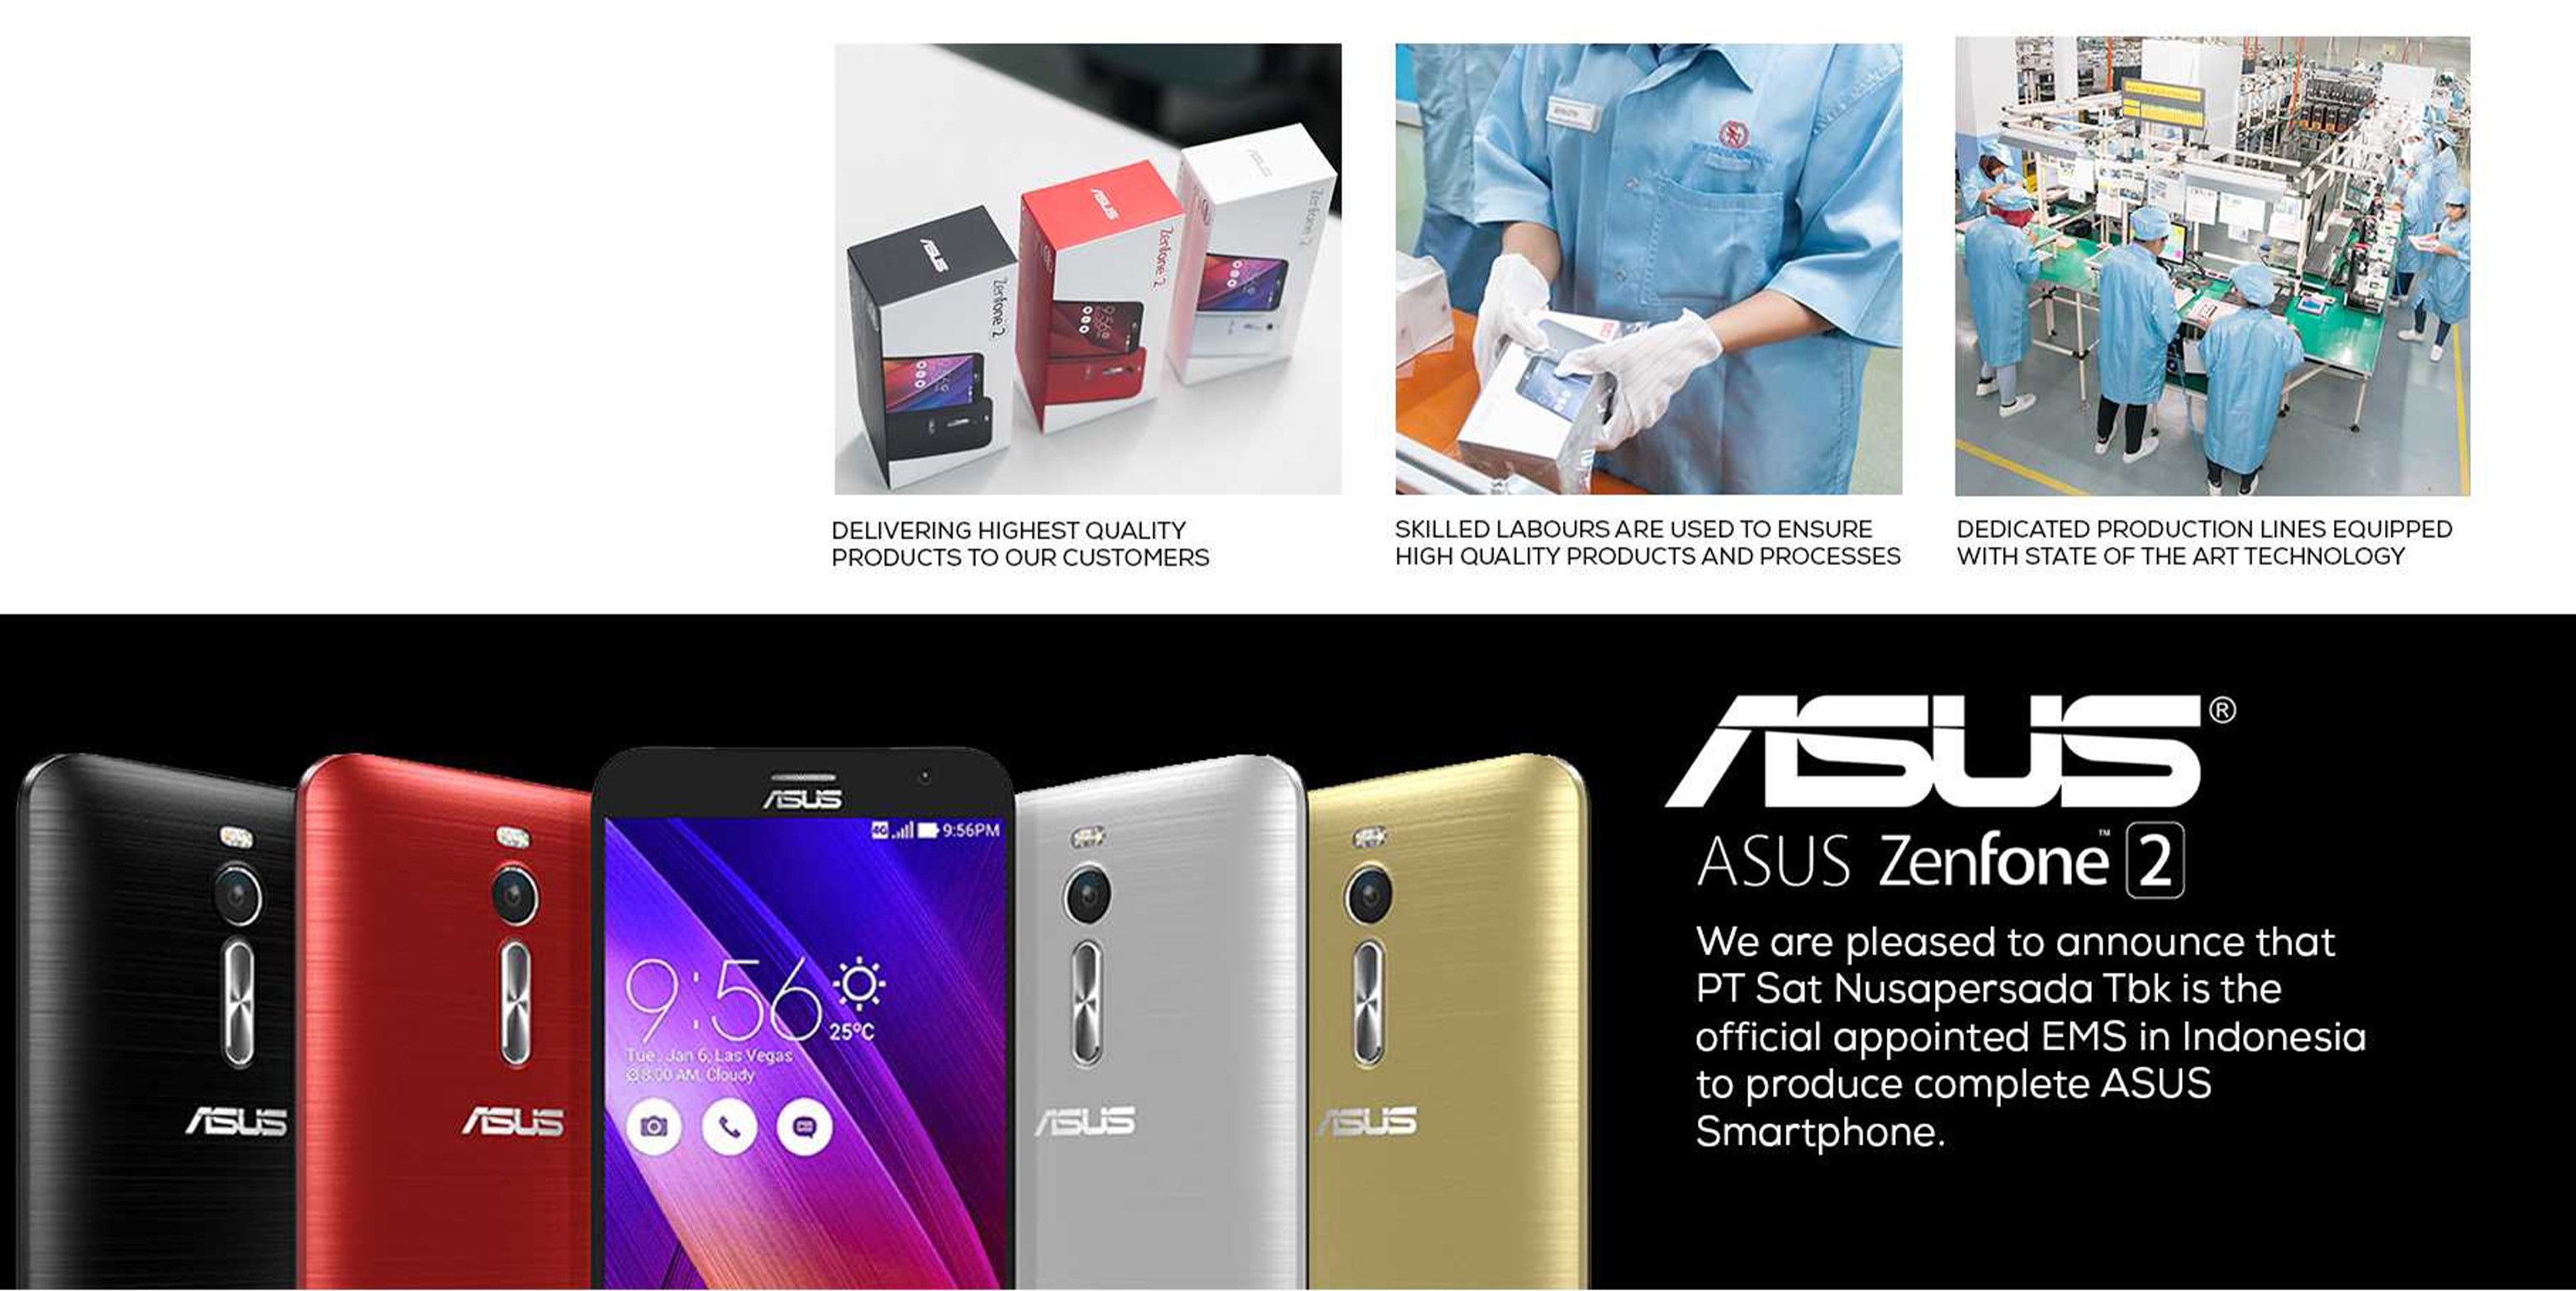 ASUS
Zenfone 2
ASUS
Zenfone 2
ASUS
Zenfone 2
DELIVERING HIGHEST QUALITY
PRODUCTS TO OUR CUSTOMERS
SKILLED LABOURS ARE USED TO ENSURE
HIGH QUALITY PRODUCTS AND PROCESSES
DEDICATED PRODUCTION LINES EQUIPPED
WITH STATE OF THE ART TECHNOLOGY
ASUS
ASUS
ASUS
4G 9:56PM
9:56
25°C
Tue, Jan 6, Las Vegas
8:00 AM, Cloudy
ASUS
ASUS
ASUS®
ASUS Zenfone™ 2
We are pleased to announce that
PT Sat Nusapersada Tbk is the
official appointed EMS in Indonesia
to produce complete ASUS
Smartphone.